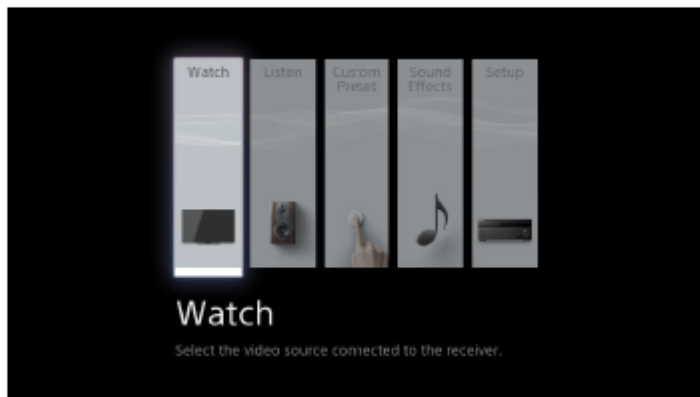 Watch
Listen
Custom
Preset
Sound
Effects
Setup
Watch
Select the video source connected to the receiver.